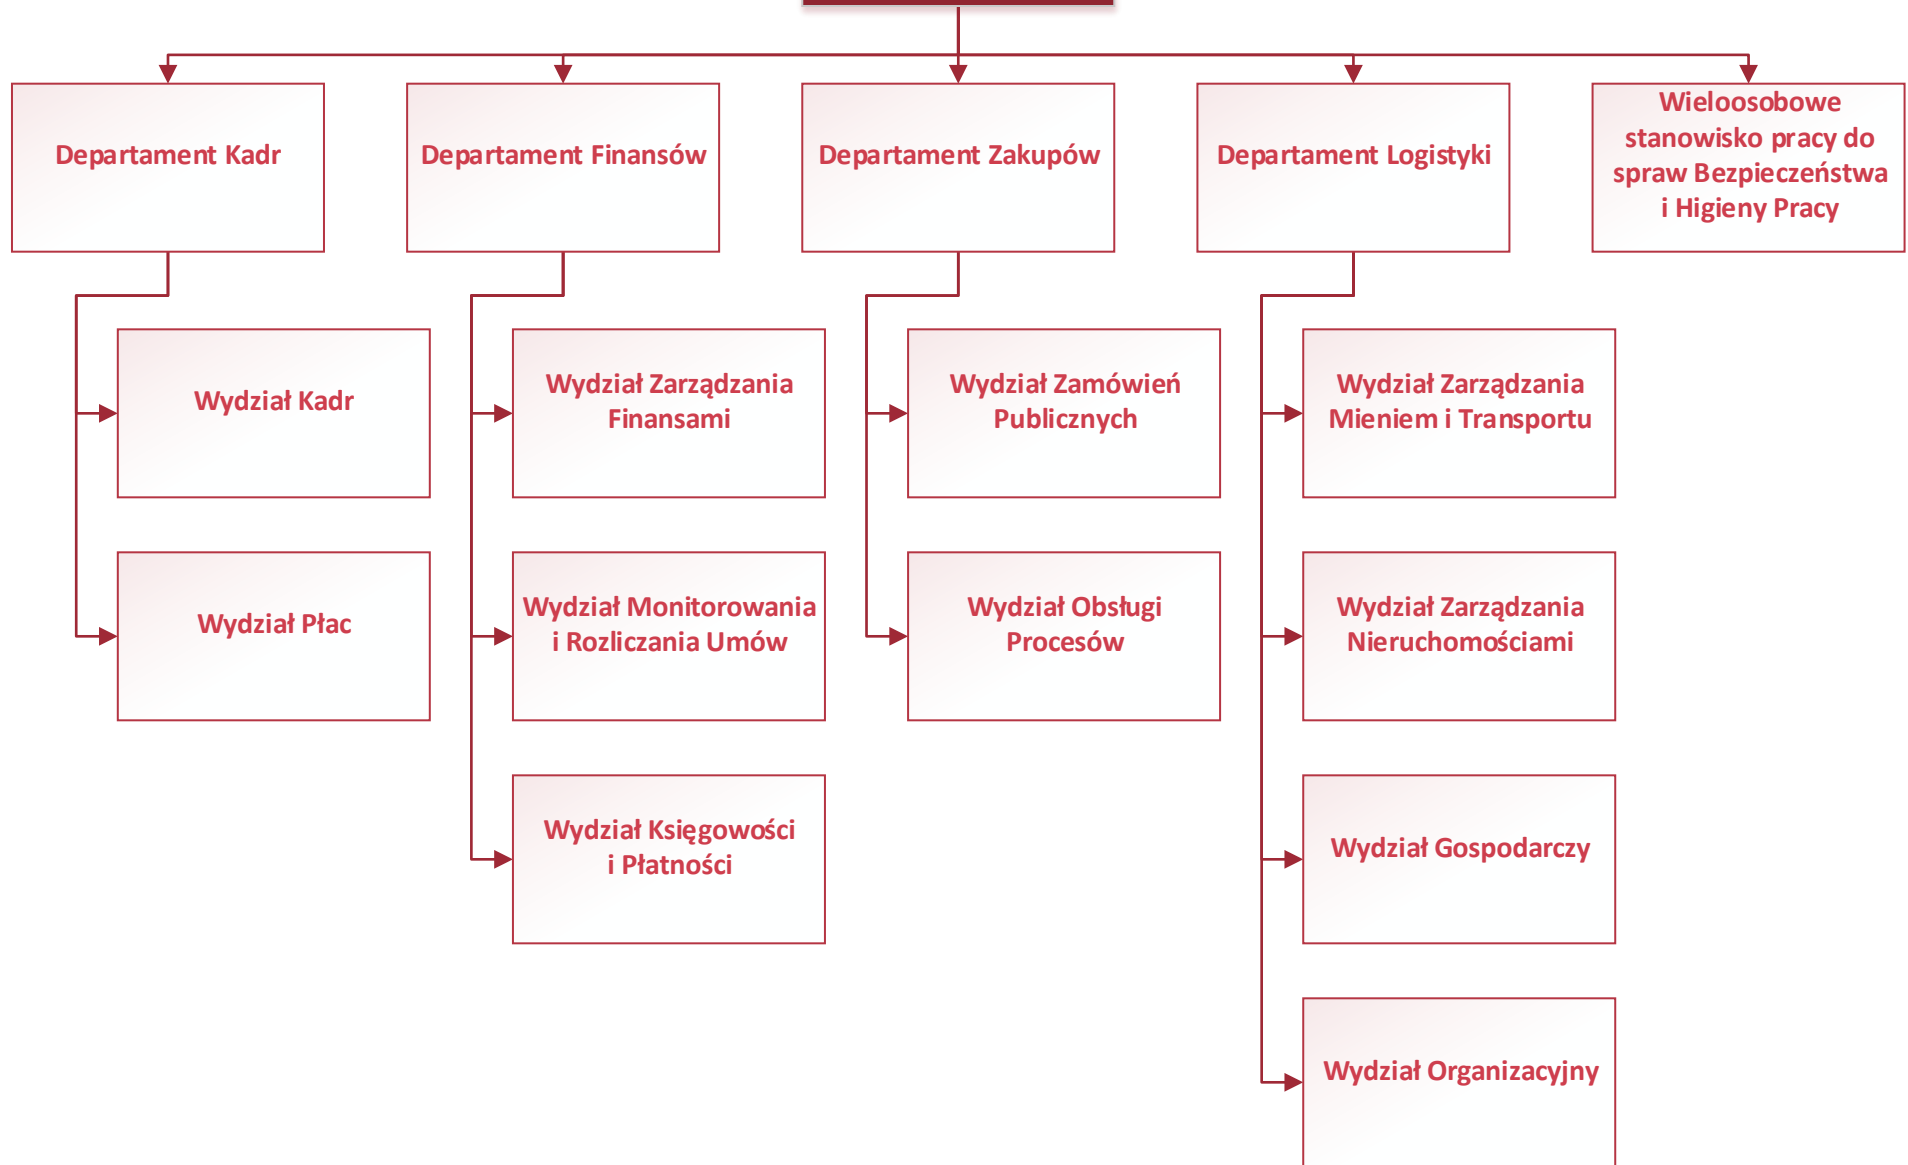 Departament Kadr
Departament Finansów
Departament Zakupów
Departament Logistyki
Wieloosobowe
stanowisko pracy do
spraw Bezpieczeństwa
i Higieny Pracy
Wydział Kadr
Wydział Zarządzania
Finansami
Wydział Zamówień
Publicznych
Wydział Zarządzania
Mieniem i Transportu
Wydział Płac
Wydział Monitorowania
i Rozliczania Umów
Wydział Obsługi
Procesów
Wydział Zarządzania
Nieruchomościami
Wydział Księgowości
i Płatności
Wydział Gospodarczy
Wydział Organizacyjny